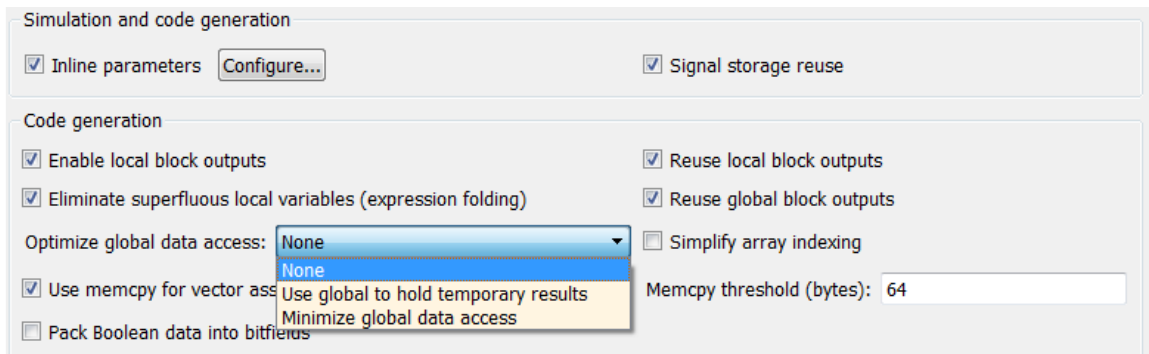 Simulation and code generation
Inline parameters Configure... Signal storage reuse
Code generation
Enable local block outputs Reuse local block outputs
Eliminate superfluous local variables (expression folding) Reuse global block outputs
Optimize global data access: None Simplify array indexing
None
Use memcpy for vector ass Use global to hold temporary results Memcpy threshold (bytes): 64
Minimize global data access
Pack Boolean data into bitfields